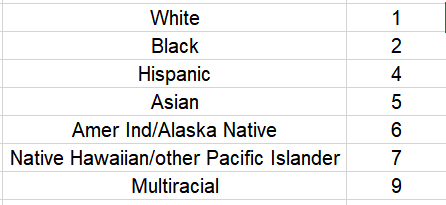 White 1
Black 2
Hispanic 4
Asian 5
Amer Ind/Alaska Native 6
Native Hawaiian/other Pacific Islander 7
Multiracial 9